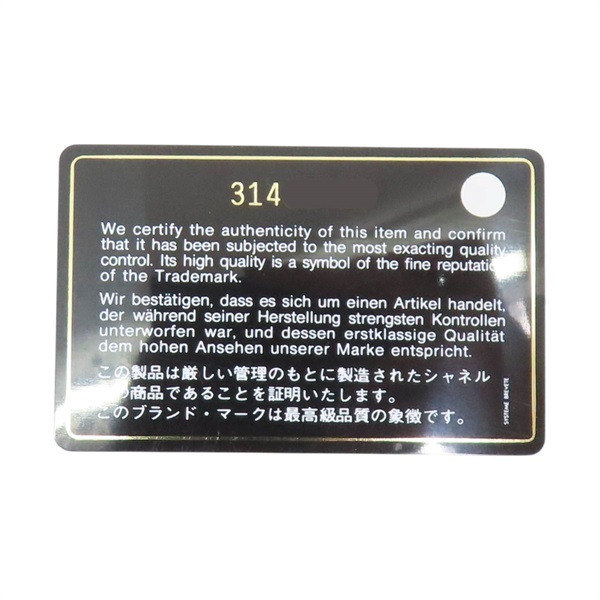 314
We certify the authenticity of this item and confirm
that it has been subjected to the most exacting quality
control. Its high quality is a symbol of the fine reputation
of the Trademark.
Wir bestätigen, dass es sich um einen Artikel handelt,
der während seiner Herstellung strengsten Kontrollen
unterworfen war, und dessen erstklassige Qualität
dem hohen Ansehen unserer Marke entspricht.
この製品は厳しい管理のもとに製造されたシャネル
の商品であることを証明いたします。
このブランド・マークは最高級品質の象徴です。
SYSTEME BREVETE